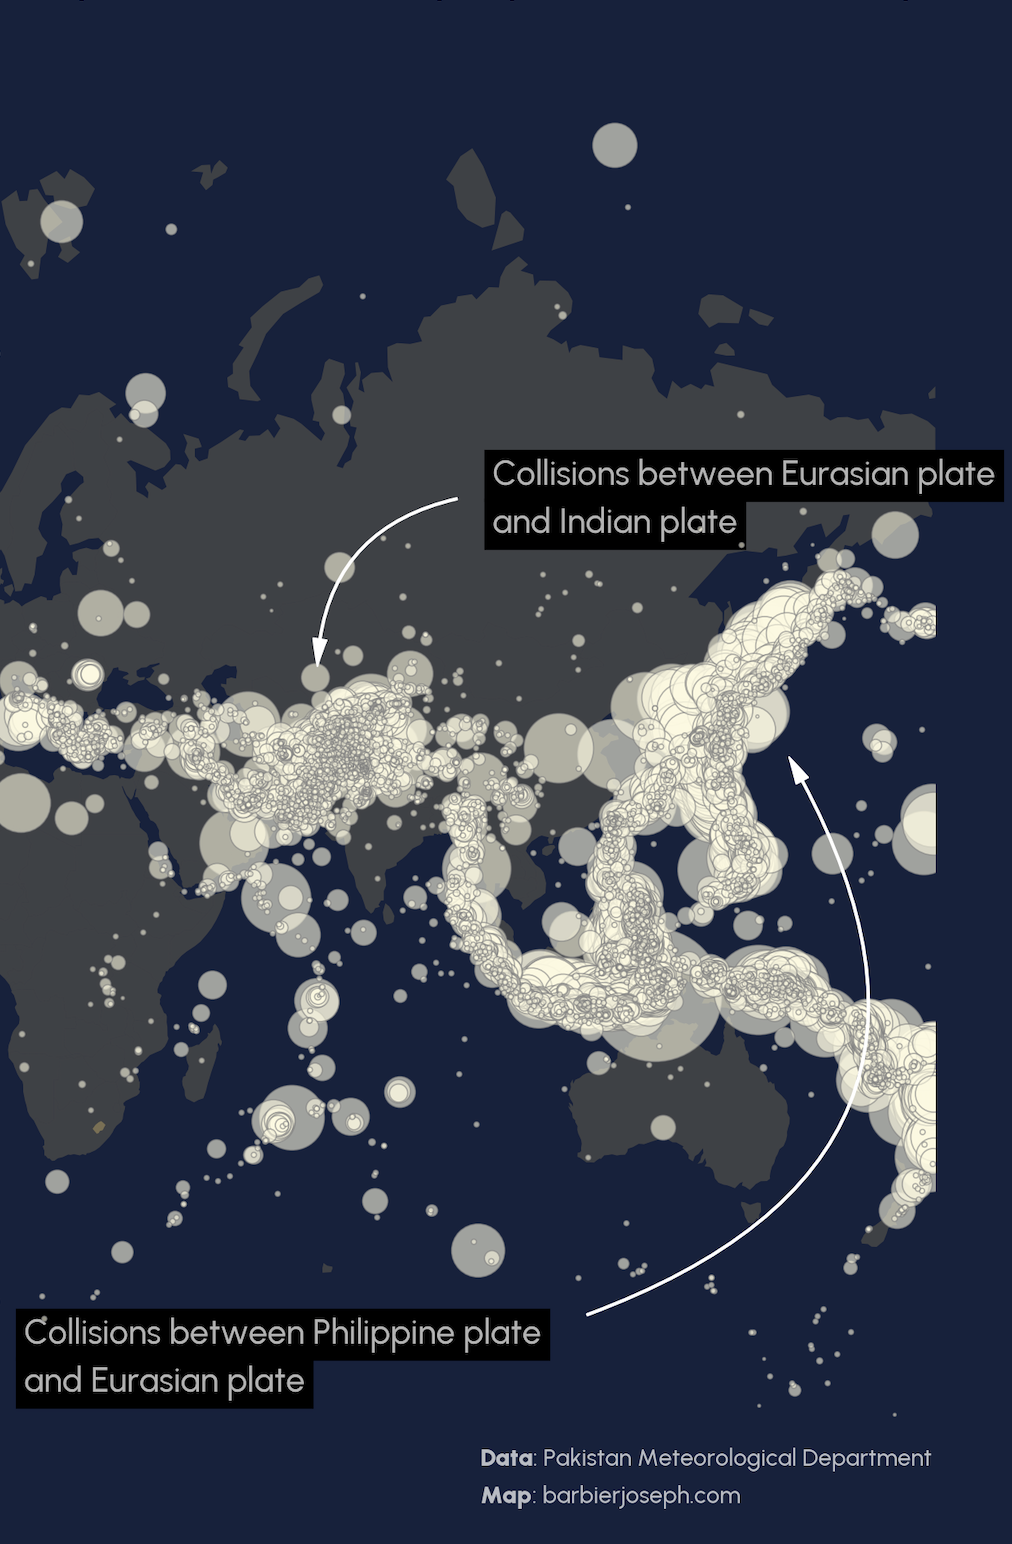 Collisions between Eurasian plate
and Indian plate
Collisions between Philippine plate
and Eurasian plate
Data: Pakistan Meteorological Department
Map: barbierjoseph.com